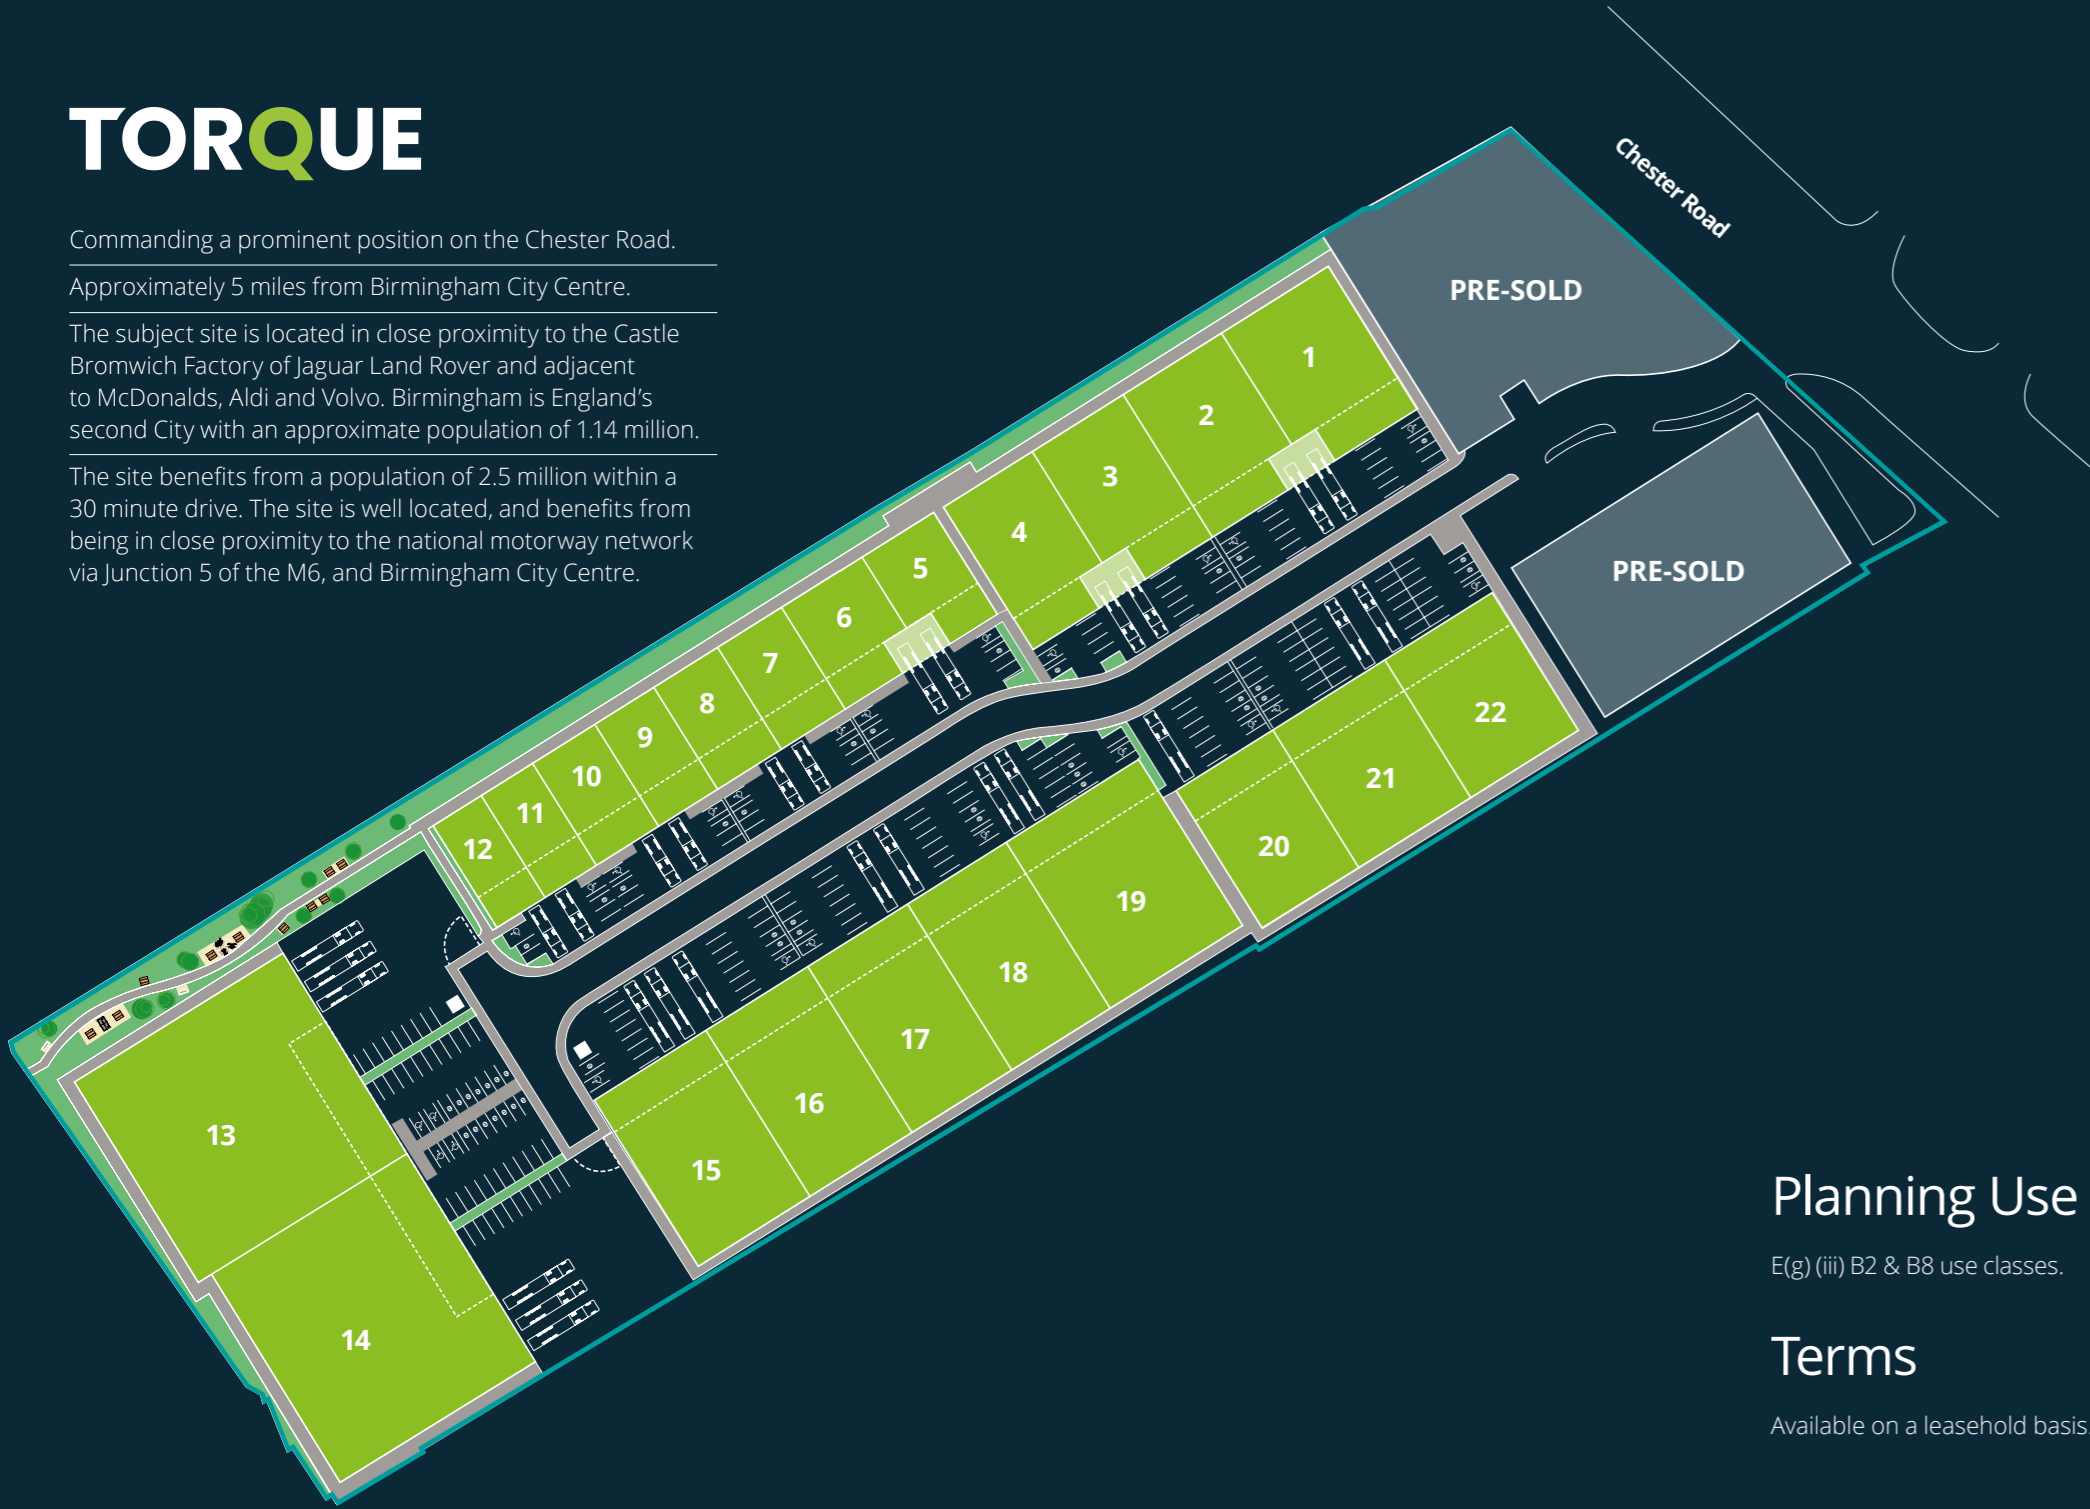 TORQUE
Commanding a prominent position on the Chester Road.
Approximately 5 miles from Birmingham City Centre.
The subject site is located in close proximity to the Castle
Bromwich Factory of Jaguar Land Rover and adjacent
to McDonalds, Aldi and Volvo. Birmingham is England’s
second City with an approximate population of 1.14 million.
The site benefits from a population of 2.5 million within a
30 minute drive. The site is well located, and benefits from
being in close proximity to the national motorway network
via Junction 5 of the M6, and Birmingham City Centre.
Chester Road
PRE-SOLD
PRE-SOLD
1
2
3
4
5
6
7
8
9
10
11
12
13
14
15
16
17
18
19
20
21
22
Planning Use
E(g) (iii) B2 & B8 use classes.
Terms
Available on a leasehold basis.